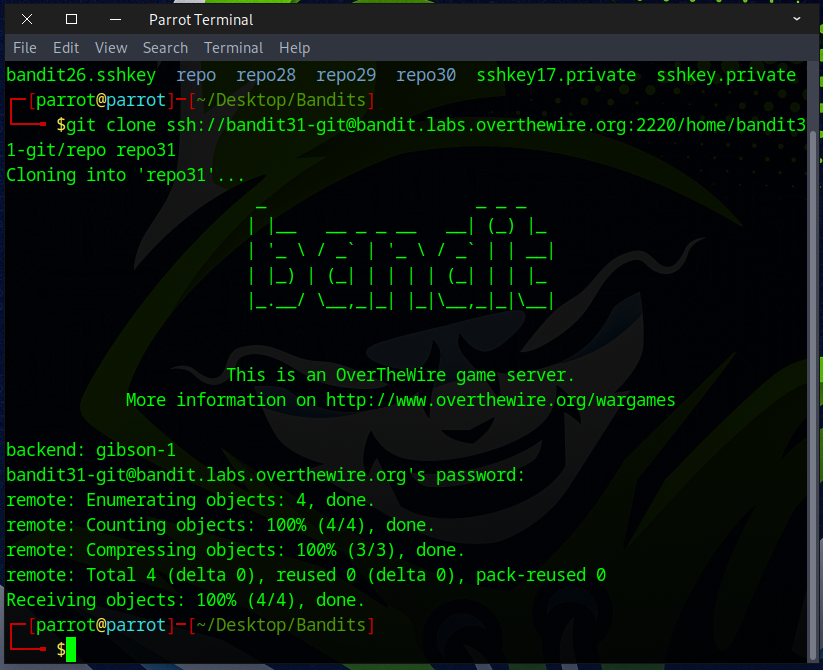 Parrot Terminal
File Edit View Search Terminal Help
bandit26.sshkey repo repo28 repo29 repo30 sshkey17.private sshkey.private
┌─[parrot@parrot]─[~/Desktop/Bandits]
└──╼ $git clone ssh://bandit31-git@bandit.labs.overthewire.org:2220/home/bandit3
1-git/repo repo31
Cloning into 'repo31'...
                         _                     _ _ _
                        | |__   __ _ _ __   __| (_) |_
                        | '_ \ / _` | '_ \ / _` | | __|
                        | |_) | (_| | | | | (_| | | |_
                        |_.__/ \__,_|_| |_|\__,_|_|\__|
This is an OverTheWire game server.
More information on http://www.overthewire.org/wargames
backend: gibson-1
bandit31-git@bandit.labs.overthewire.org's password:
remote: Enumerating objects: 4, done.
remote: Counting objects: 100% (4/4), done.
remote: Compressing objects: 100% (3/3), done.
remote: Total 4 (delta 0), reused 0 (delta 0), pack-reused 0
Receiving objects: 100% (4/4), done.
┌─[parrot@parrot]─[~/Desktop/Bandits]
└──╼ $